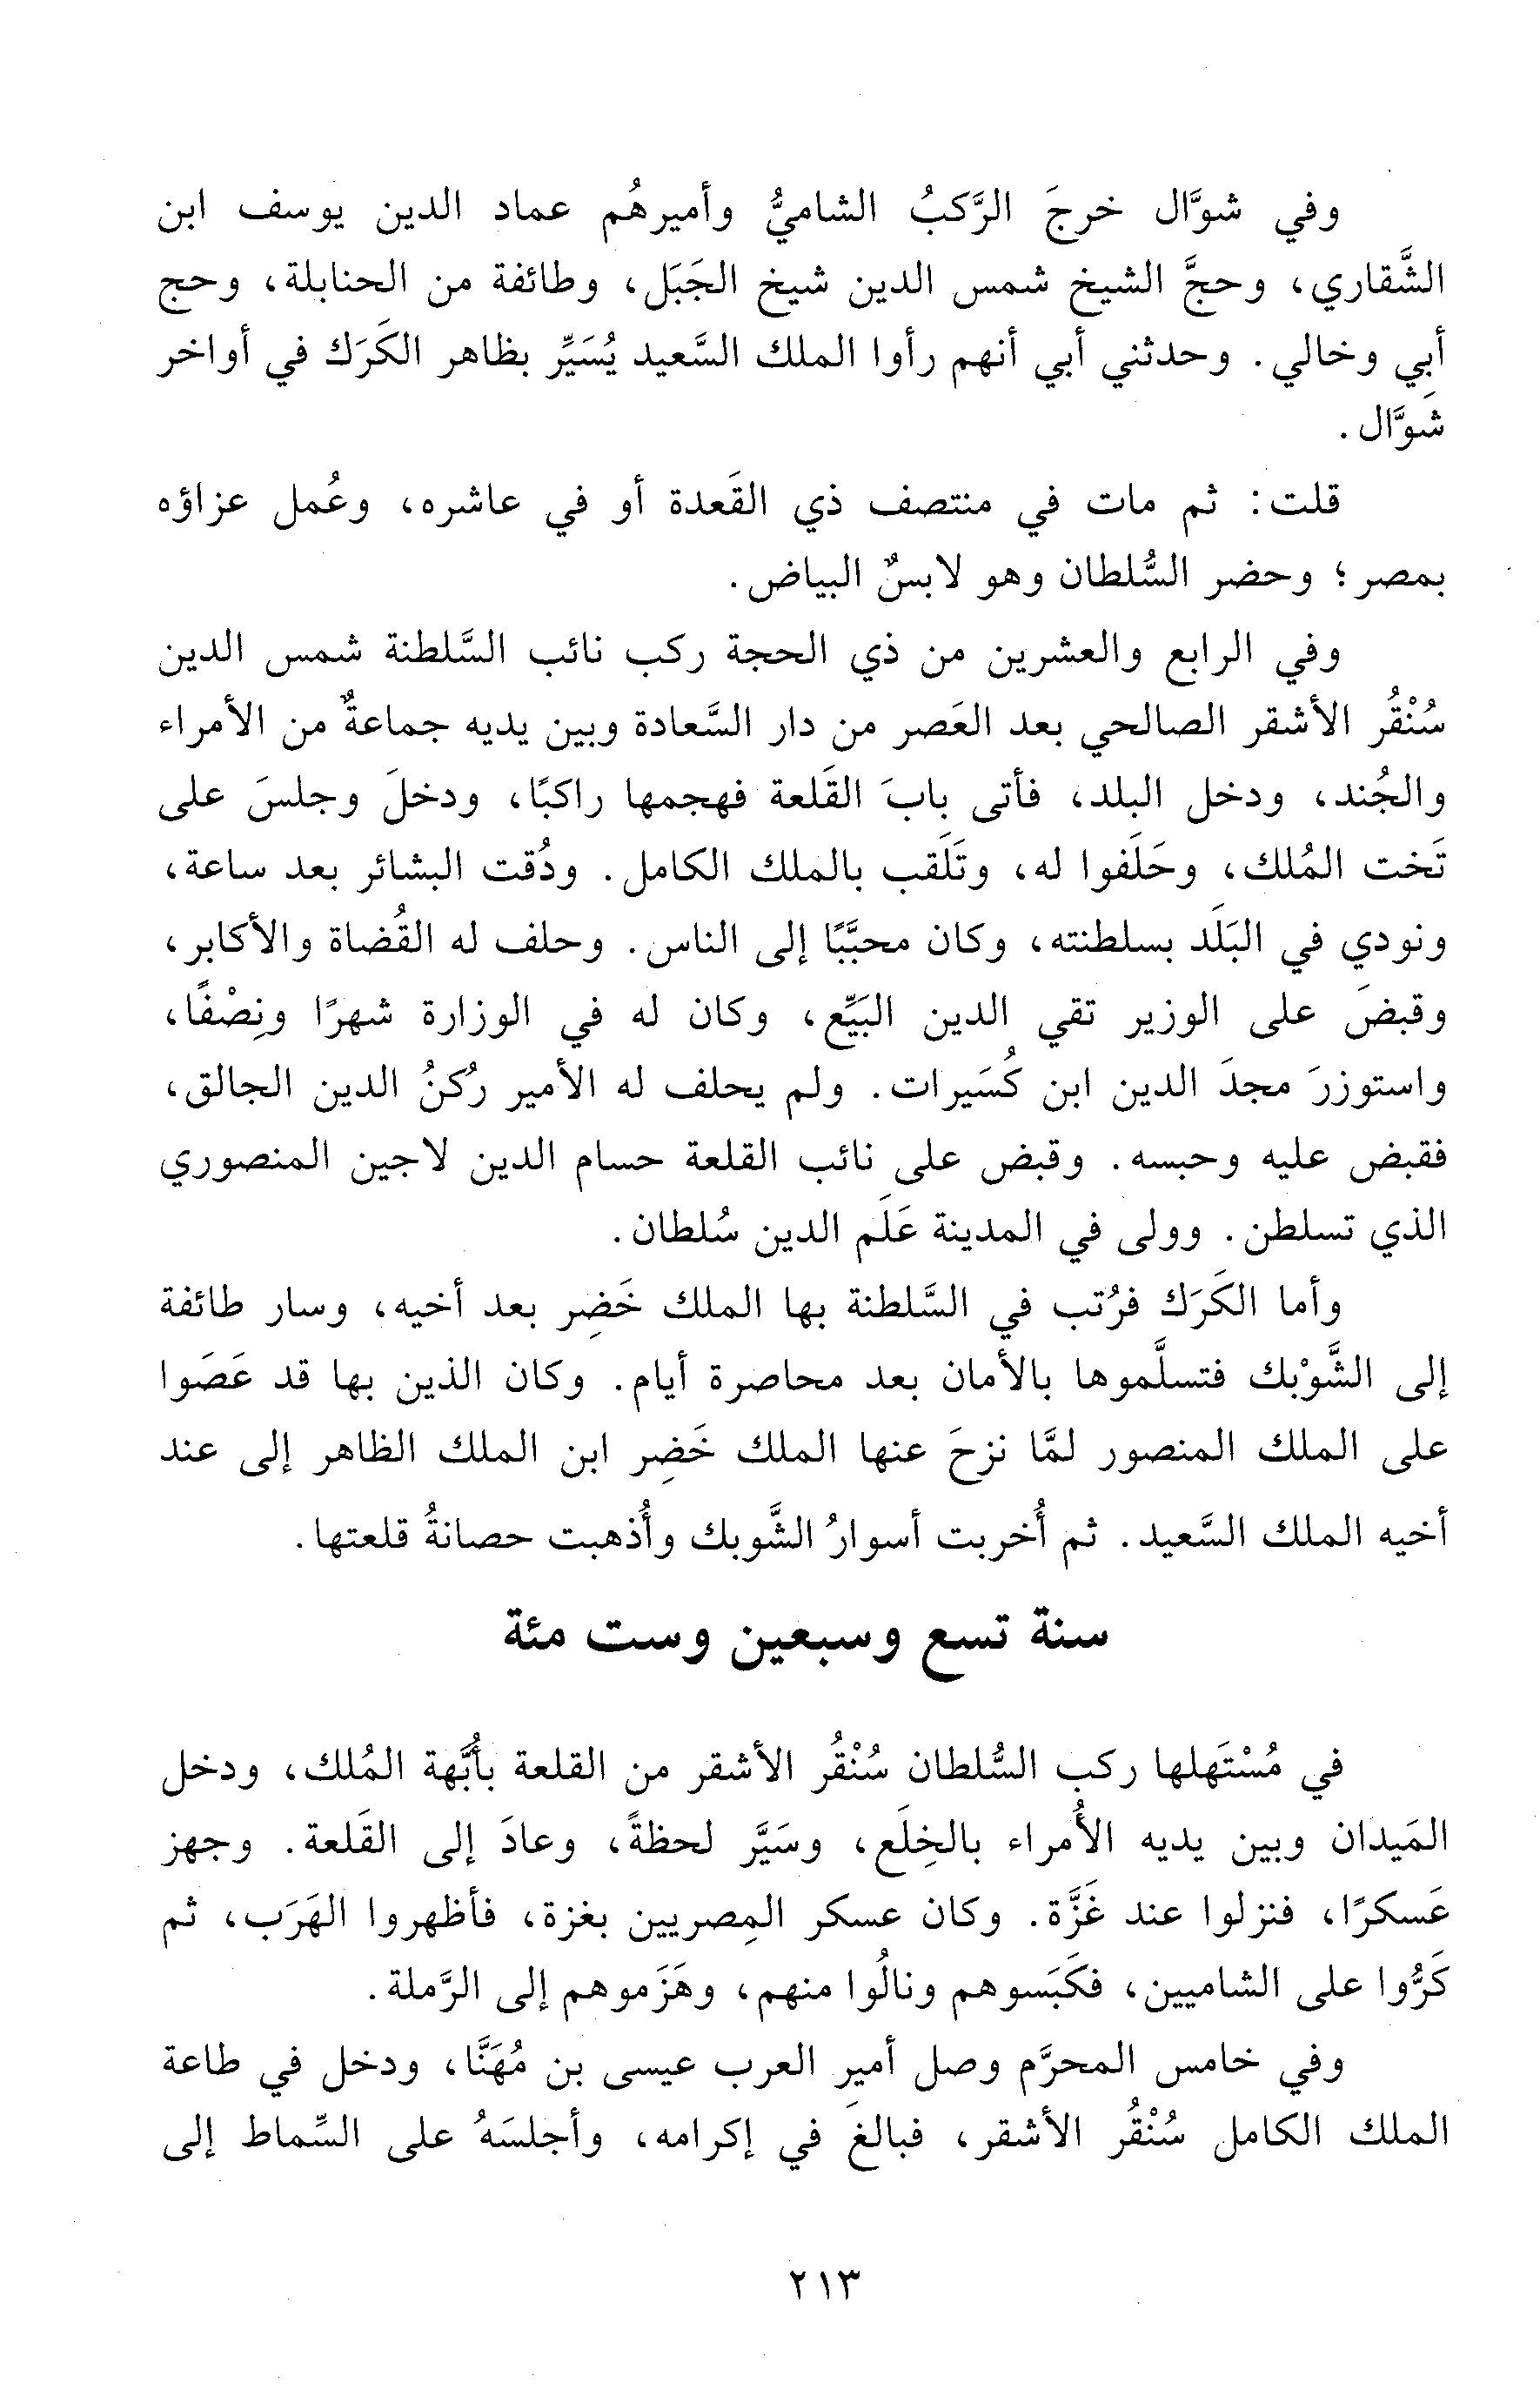 وفي شوَّال خرجَ الرَّكبُ الشاميُّ وأميرهُم عماد الدين يوسف ابن
الشَّقاري، وحجَّ الشيخ شمس الدين شيخ الجَبَل، وطائفة من الحنابلة، وحج
أبي وخالي. وحدثني أبي أنهم رأوا الملك السَّعيد يُسَيِّر بظاهر الكَرَك في أواخر
شَوَّال.
قلت: ثم مات في منتصف ذي القَعدة أو في عاشره، وعُمل عزاؤه
بمصر؛ وحضر السُّلطان وهو لابسٌ البياض.
وفي الرابع والعشرين من ذي الحجة ركب نائب السَّلطنة شمس الدين
سُنْقُر الأشقر الصالحي بعد العَصر من دار السَّعادة وبين يديه جماعةٌ من الأمراء
والجُند، ودخل البلد، فأتى بابَ القَلعة فهجمها راكبًا، ودخلَ وجلسَ على
تَخت المُلك، وحَلَفوا له، وتَلَقب بالملك الكامل. ودُقت البشائر بعد ساعة،
ونودي في البَلَد بسلطنته، وكان محبَّبًا إلى الناس. وحلف له القُضاة والأكابر،
وقبضَ على الوزير تقي الدين البَيِّع، وكان له في الوزارة شهرًا ونِصْفًا،
واستوزرَ مجدَ الدين ابن كُسَيرات. ولم يحلف له الأمير رُكنُ الدين الجالق،
فقبض عليه وحبسه. وقبض على نائب القلعة حسام الدين لاجين المنصوري
الذي تسلطن. وولى في المدينة عَلَم الدين سُلطان.
وأما الكَرَك فرُتب في السَّلطنة بها الملك خَضِر بعد أخيه، وسار طائفة
إلى الشَّوْبك فتسلَّموها بالأمان بعد محاصرة أيام. وكان الذين بها قد عَصَوا
على الملك المنصور لمَّا نزحَ عنها الملك خَضِر ابن الملك الظاهر إلى عند
أخيه الملك السَّعيد. ثم أُخربت أسوارُ الشَّوبك وأُذهبت حصانةُ قلعتها.
سنة تسع وسبعين وست مئة
في مُسْتَهلها ركب السُّلطان سُنْقُر الأشقر من القلعة بأُبَّهة المُلك، ودخل
المَيدان وبين يديه الأُمراء بالخِلَع، وسَيَّر لحظةً، وعادَ إلى القَلعة. وجهز
عَسكرًا، فنزلوا عند غَزَّة. وكان عسكر المِصريين بغزة، فأظهروا الهَرَب، ثم
كَرُّوا على الشاميين، فكَبَسوهم ونالُوا منهم، وهَزَموهم إلى الرَّملة.
وفي خامس المحرَّم وصل أمير العرب عيسى بن مُهَنَّا، ودخل في طاعة
الملك الكامل سُنْقُر الأشقر، فبالغَ في إكرامه، وأجلسَهُ على السِّماط إلى
٢١٣